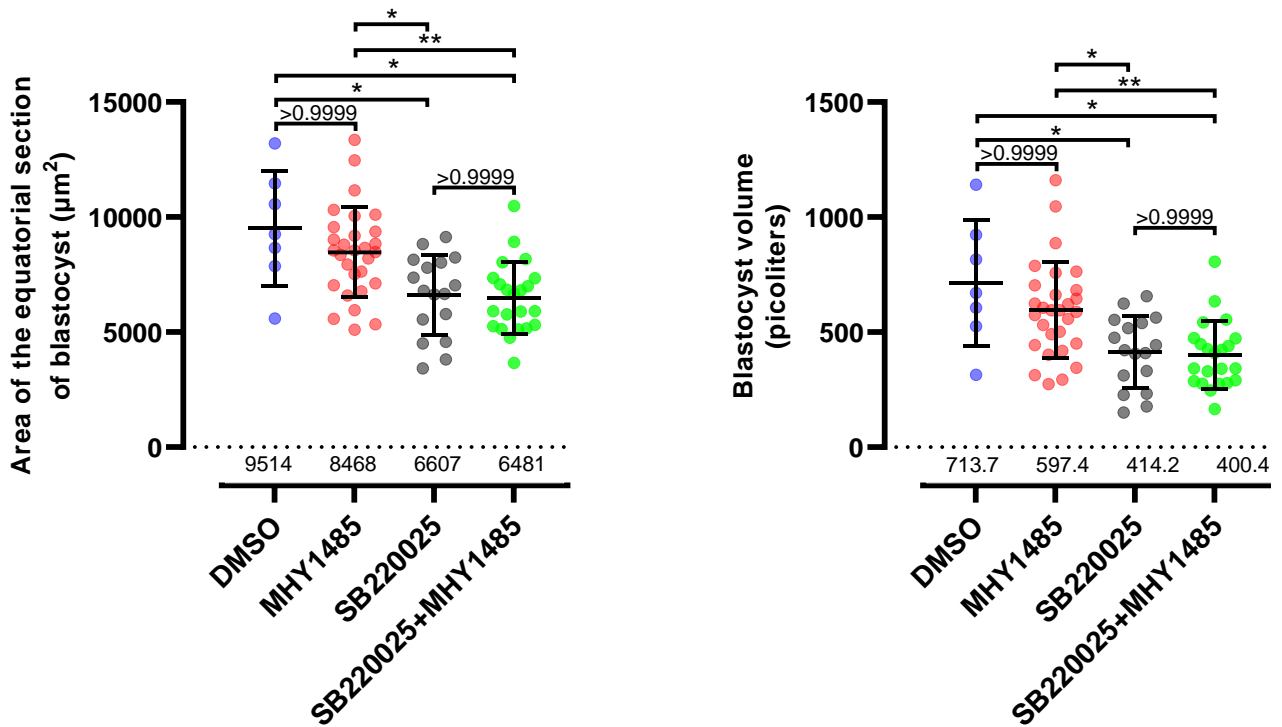 *
**
*
*
>0.9999
>0.9999
Area of the equatorial section
of blastocyst (µm²)
15000
10000
5000
0
9514 8468 6607 6481
DMSO
MHY1485
SB220025
SB220025+MHY1485
*
**
*
*
>0.9999
>0.9999
Blastocyst volume
(picoliters)
1500
1000
500
0
713.7 597.4 414.2 400.4
DMSO
MHY1485
SB220025
SB220025+MHY1485